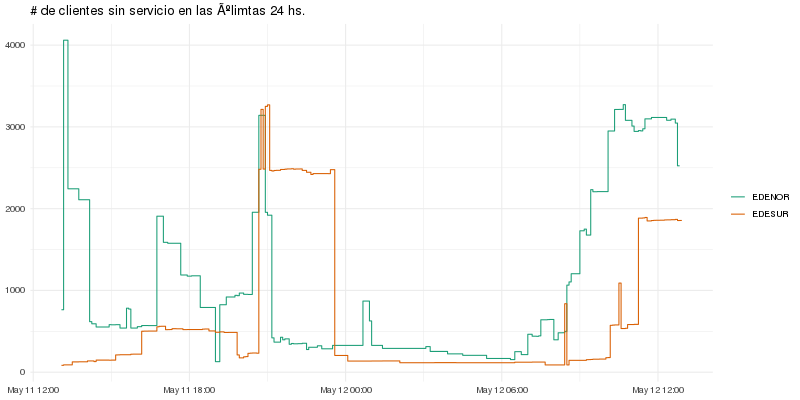 # de clientes sin servicio en las Ãºlimtas 24 hs.
4000
3000
2000
1000
0
May 11 12:00
May 11 18:00
May 12 00:00
May 12 06:00
May 12 12:00
EDENOR
EDESUR